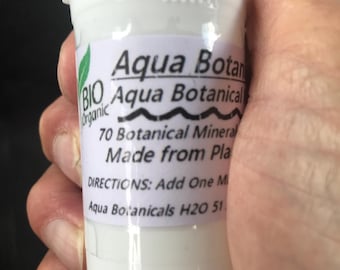 BIO
Organic
Aqua Botan
Aqua Botanical
70 Botanical Mineral
Made from Pla
DIRECTIONS: Add One M
Aqua Botanicals H2O 51